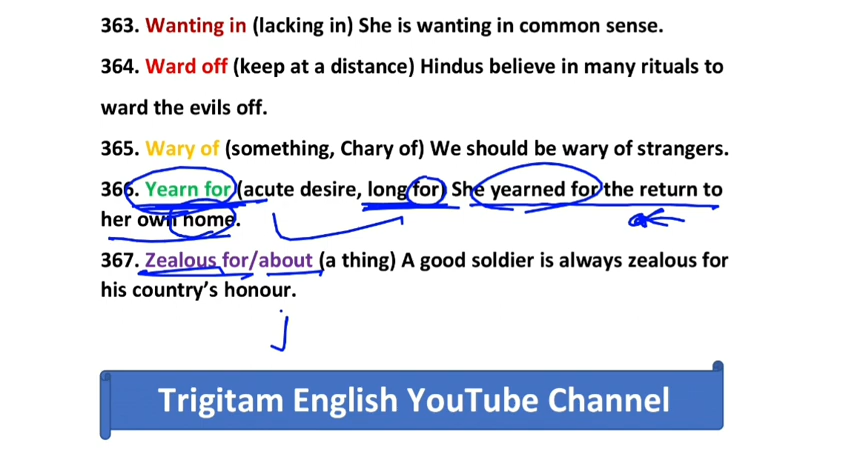 363. Wanting in (lacking in) She is wanting in common sense.
364. Ward off (keep at a distance) Hindus believe in many rituals to
ward the evils off.
365. Wary of (something, Chary of) We should be wary of strangers.
366. Yearn for (acute desire, long for) She yearned for the return to
her own home.
367. Zealous for/about (a thing) A good soldier is always zealous for
his country's honour.
j
Trigitam English YouTube Channel